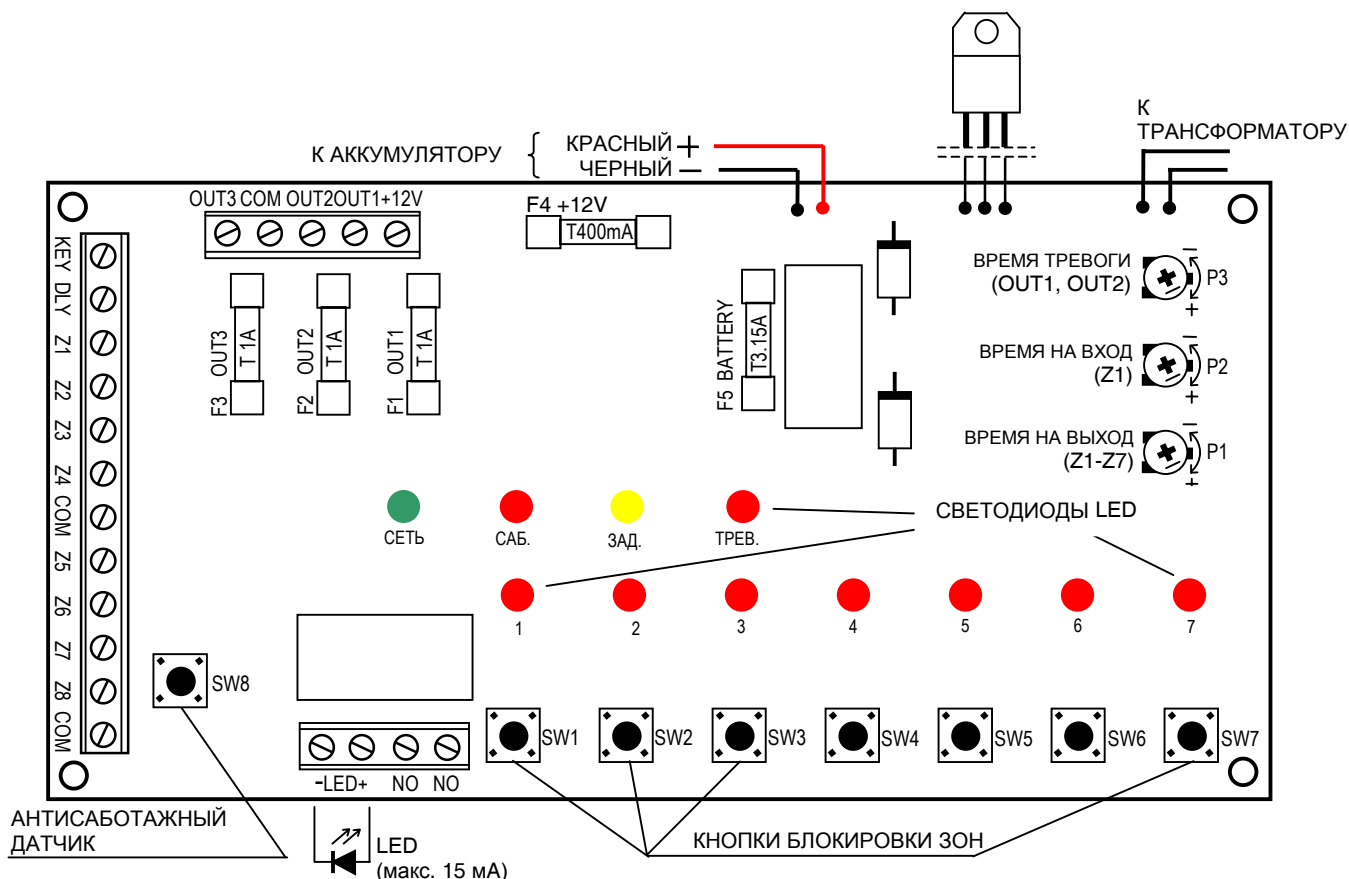 К
ТРАНСФОРМАТОРУ
К АККУМУЛЯТОРУ
КРАСНЫЙ +
ЧЕРНЫЙ –
OUT3 COM OUT2 OUT1 +12V
F4 +12V
T400mA
KEY DLY Z1 Z2 Z3 Z4 COM Z5 Z6 Z7 Z8 COM
F3 OUT3
T 1A
F2 OUT2
T 1A
F1 OUT1
T 1A
F5 BATTERY
T3.15A
ВРЕМЯ ТРЕВОГИ
(OUT1, OUT2)
– P3 +
ВРЕМЯ НА ВХОД
(Z1)
– P2 +
ВРЕМЯ НА ВЫХОД
(Z1-Z7)
– P1 +
СВЕТОДИОДЫ LED
СЕТЬ САБ. ЗАД. ТРЕВ.
1 2 3 4 5 6 7
SW8
SW1 SW2 SW3 SW4 SW5 SW6 SW7
-LED+ NO NO
АНТИСАБОТАЖНЫЙ
ДАТЧИК
LED
(макс. 15 мА)
КНОПКИ БЛОКИРОВКИ ЗОН